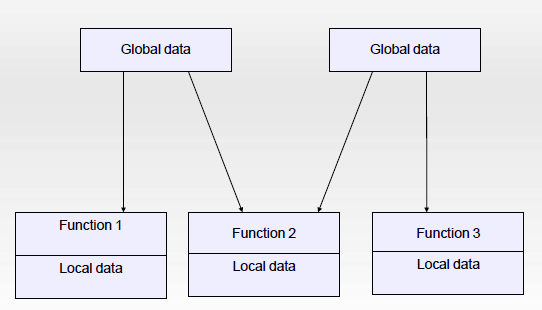 Global data
Global data
Function 1
Function 2
Function 3
Local data
Local data
Local data